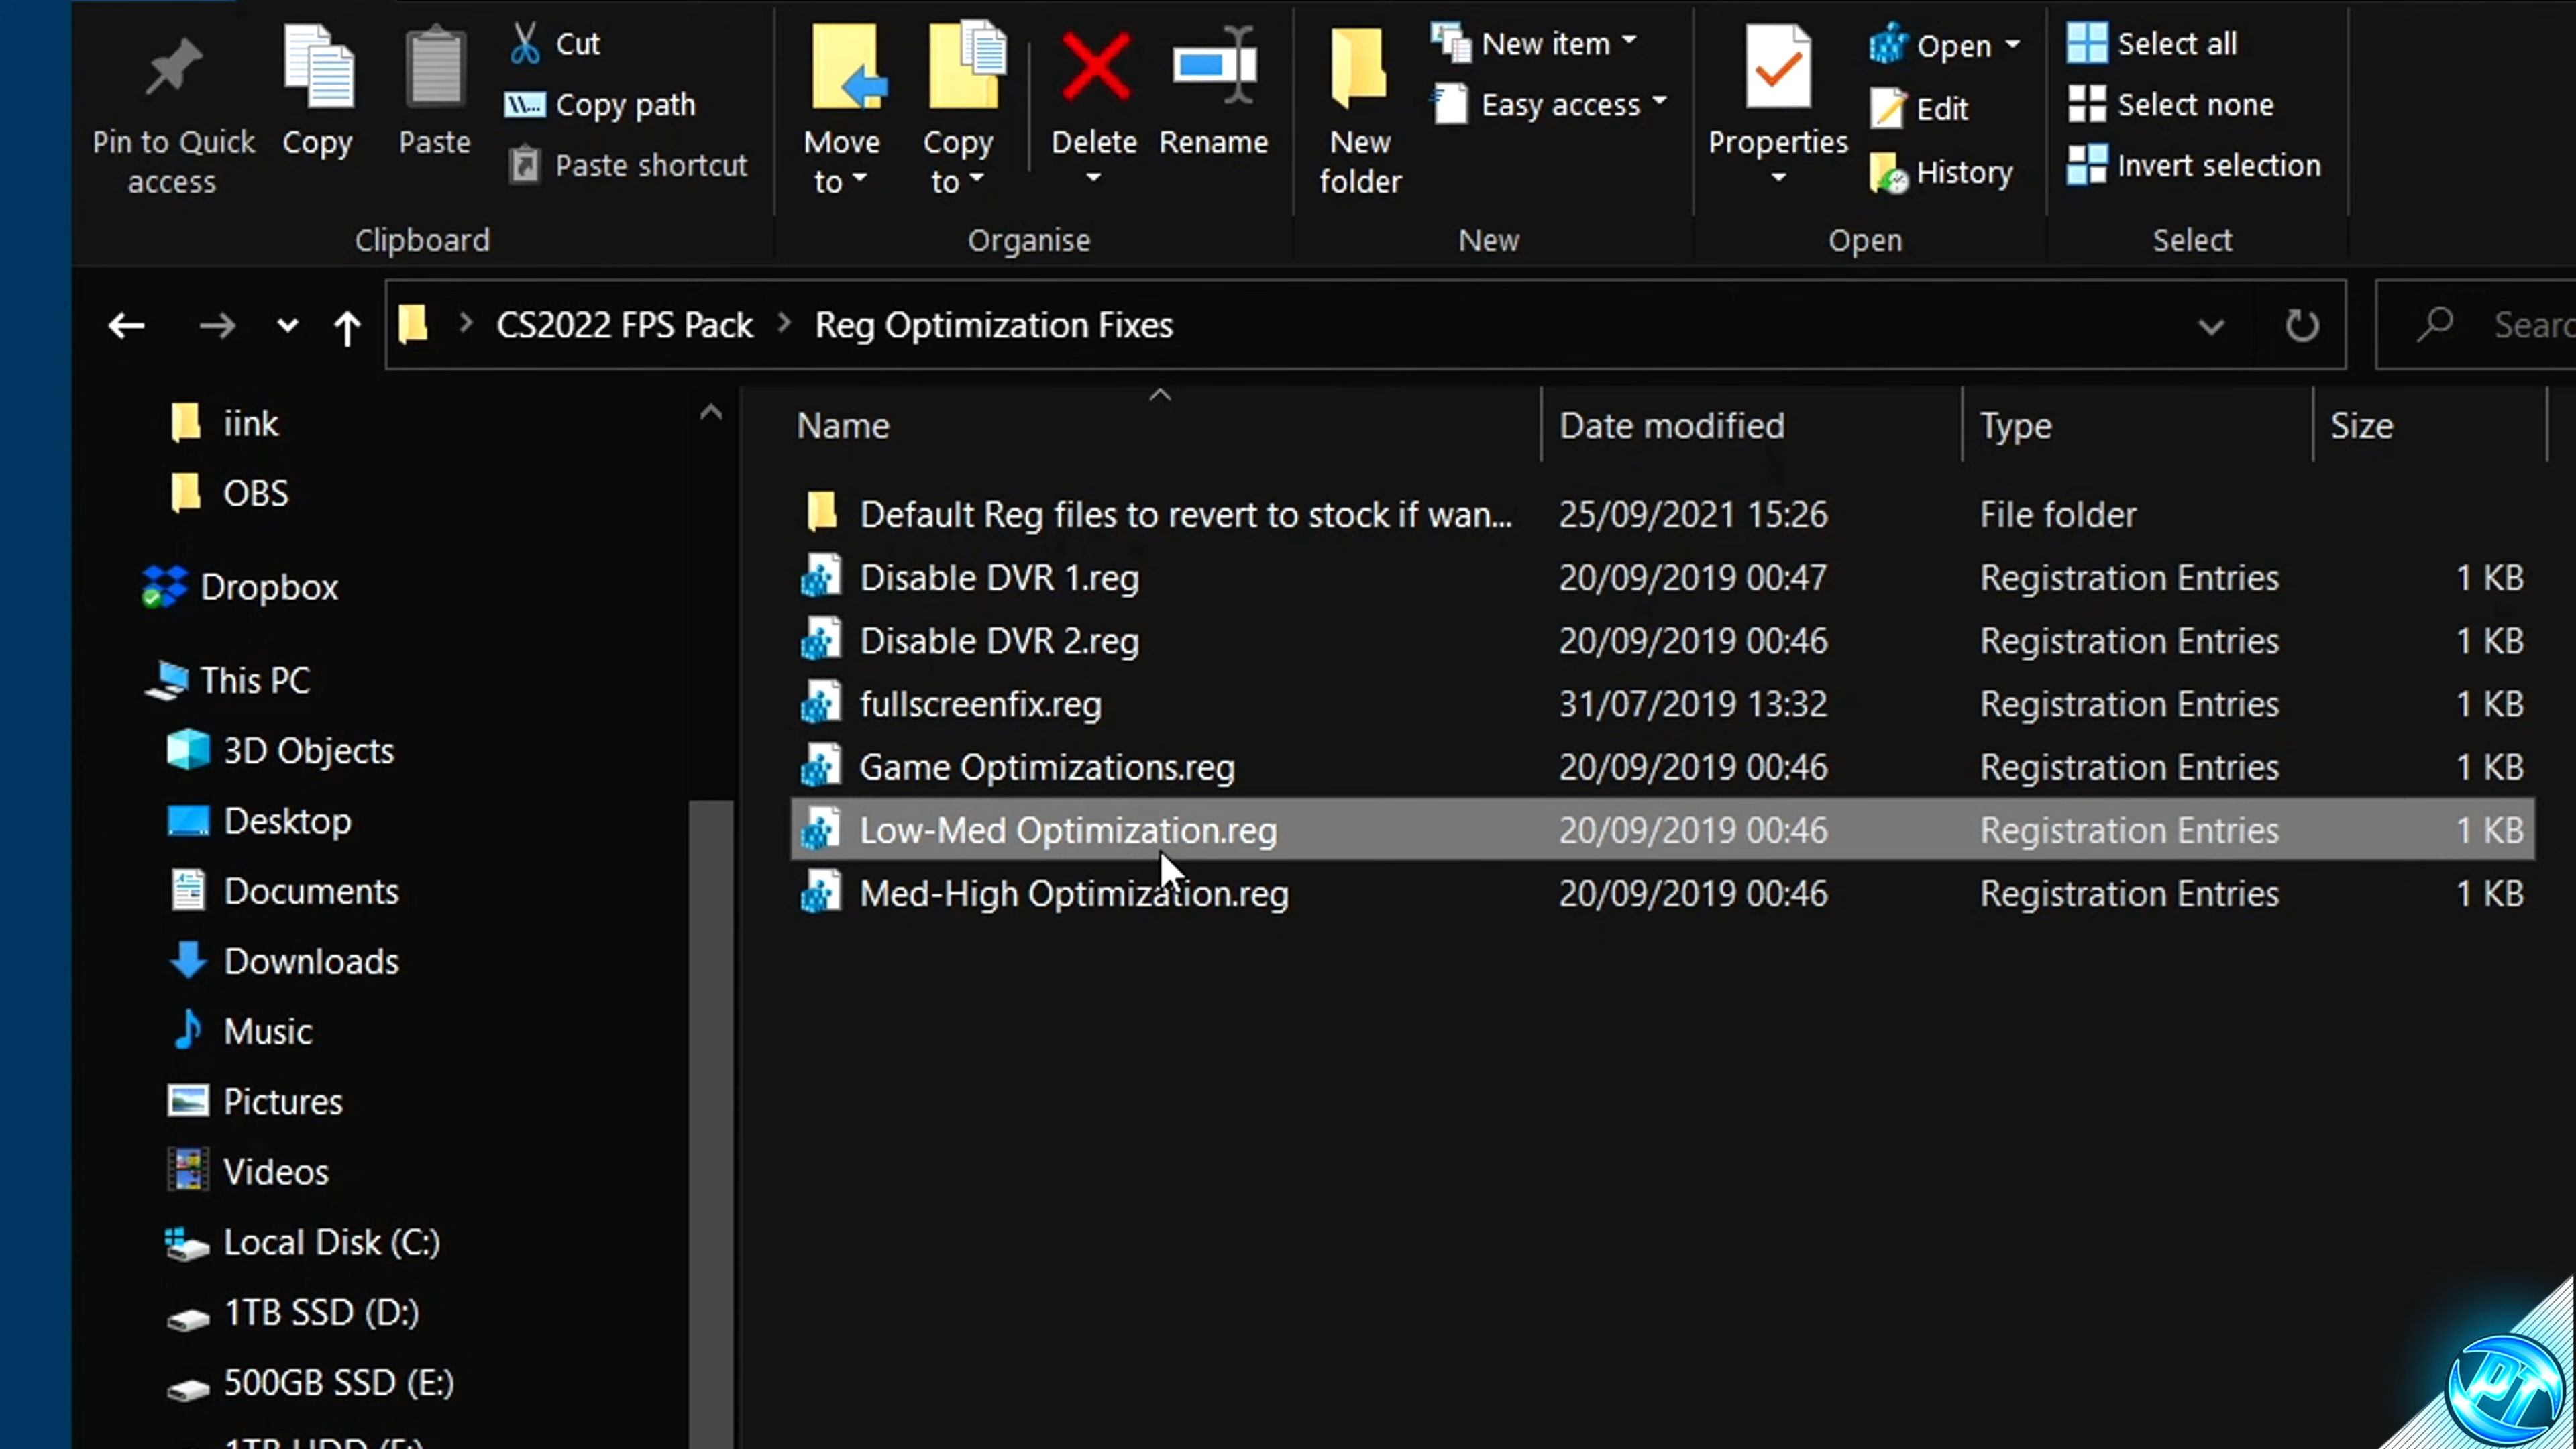 Pin to Quick access
Copy
Paste
Cut
Copy path
Paste shortcut
Clipboard
Move to
Copy to
Delete
Rename
Organise
New folder
New item
Easy access
New
Properties
Open
Edit
History
Open
Select all
Select none
Invert selection
Select
CS2022 FPS Pack > Reg Optimization Fixes
Name Date modified Type Size
Default Reg files to revert to stock if wan... 25/09/2021 15:26 File folder
Disable DVR 1.reg 20/09/2019 00:47 Registration Entries 1 KB
Disable DVR 2.reg 20/09/2019 00:46 Registration Entries 1 KB
fullscreenfix.reg 31/07/2019 13:32 Registration Entries 1 KB
Game Optimizations.reg 20/09/2019 00:46 Registration Entries 1 KB
Low-Med Optimization.reg 20/09/2019 00:46 Registration Entries 1 KB
Med-High Optimization.reg 20/09/2019 00:46 Registration Entries 1 KB
iink
OBS
Dropbox
This PC
3D Objects
Desktop
Documents
Downloads
Music
Pictures
Videos
Local Disk (C:)
1TB SSD (D:)
500GB SSD (E:)
PT